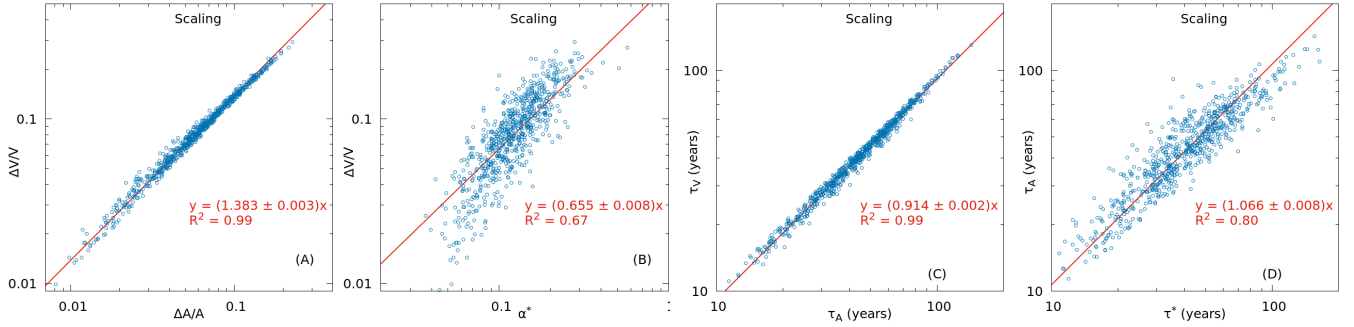 Scaling
0.1
0.01
ΔV/V
0.01
0.1
ΔA/A
y = (1.383 ± 0.003)x
R² = 0.99
(A)
Scaling
0.1
0.01
ΔV/V
0.1
α*
y = (0.655 ± 0.008)x
R² = 0.67
(B)
Scaling
100
10
τV (years)
10
100
τA (years)
y = (0.914 ± 0.002)x
R² = 0.99
(C)
Scaling
100
10
τA (years)
10
100
τ* (years)
y = (1.066 ± 0.008)x
R² = 0.80
(D)